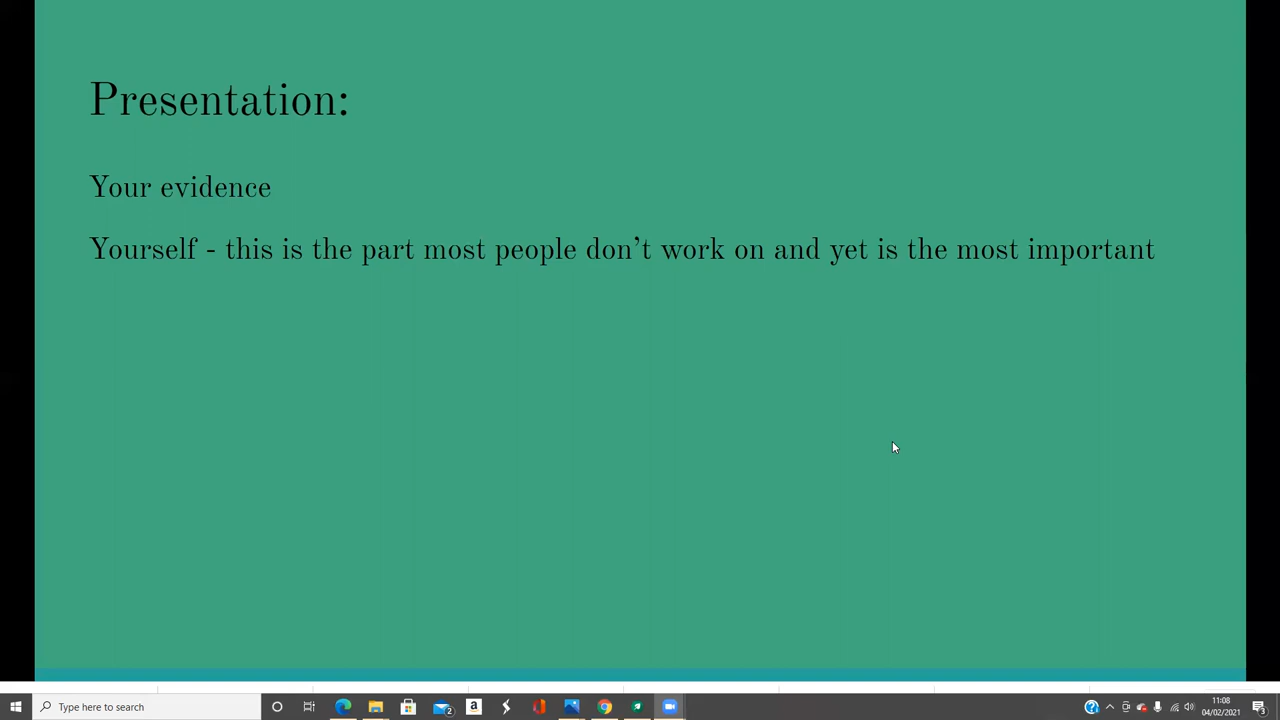 Presentation:
Your evidence
Yourself - this is the part most people don’t work on and yet is the most important
Type here to search
11:08
04/02/2021